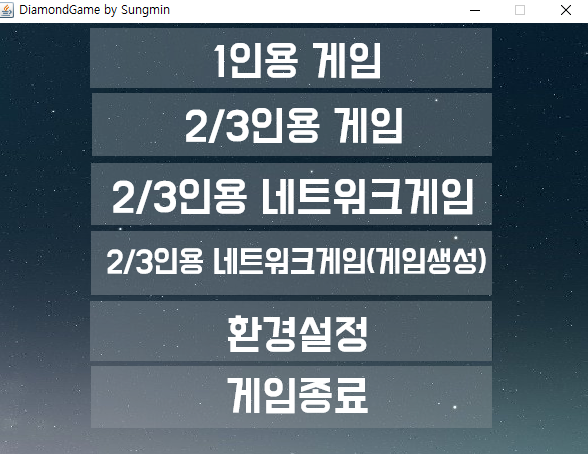 DiamondGame by Sungmin
1인용 게임
2/3인용 게임
2/3인용 네트워크게임
2/3인용 네트워크게임(게임생성)
환경설정
게임종료